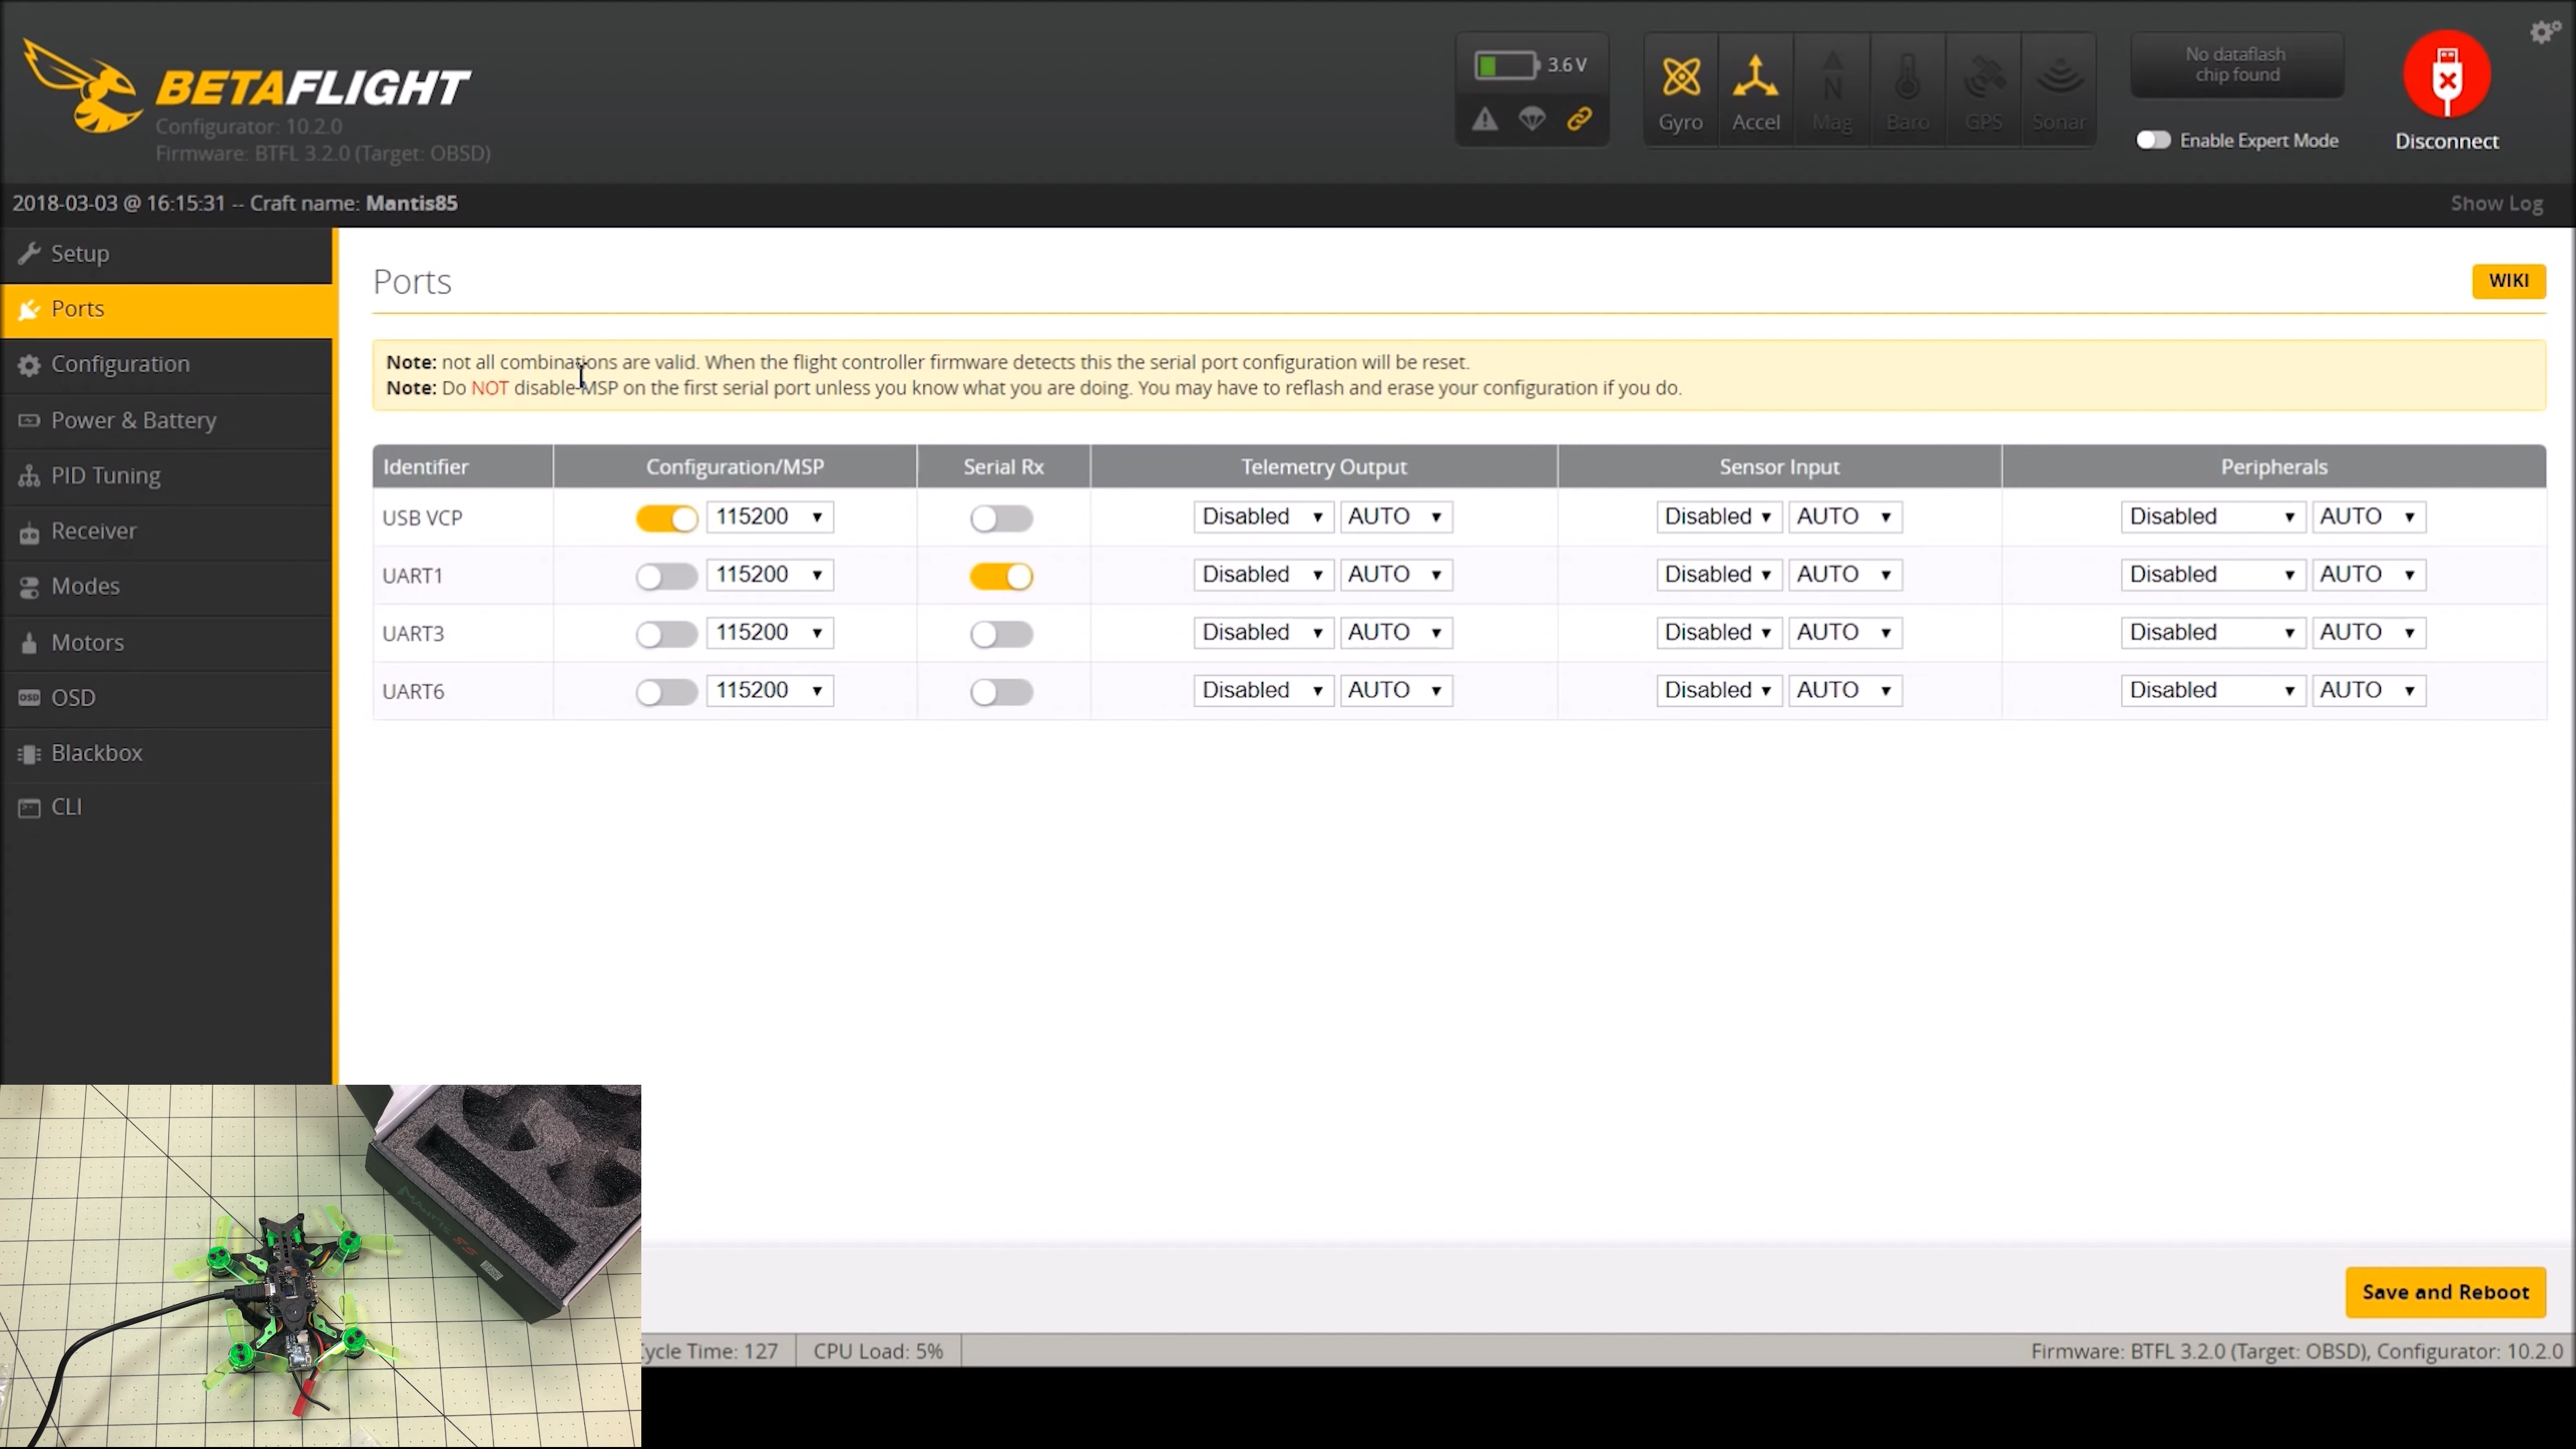 BETAFLIGHT
Configurator: 10.2.0
Firmware: BTFL 3.2.0 (Target: OBSD)
3.6 V
Gyro
Accel
Mag
Baro
GPS
Sonar
No dataflash
chip found
Enable Expert Mode
Disconnect
2018-03-03 @ 16:15:31 -- Craft name: Mantis85
Show Log
Setup
Ports
Configuration
Power & Battery
PID Tuning
Receiver
Modes
Motors
OSD OSD
Blackbox
CLI
Ports
WIKI
Note: not all combinations are valid. When the flight controller firmware detects this the serial port configuration will be reset.
Note: Do NOT disable MSP on the first serial port unless you know what you are doing. You may have to reflash and erase your configuration if you do.
Identifier Configuration/MSP Serial Rx Telemetry Output Sensor Input Peripherals
USB VCP 115200 Disabled AUTO Disabled AUTO Disabled AUTO
UART1 115200 Disabled AUTO Disabled AUTO Disabled AUTO
UART3 115200 Disabled AUTO Disabled AUTO Disabled AUTO
UART6 115200 Disabled AUTO Disabled AUTO Disabled AUTO
MANTIS 85
Save and Reboot
ycle Time: 127
CPU Load: 5%
Firmware: BTFL 3.2.0 (Target: OBSD), Configurator: 10.2.0